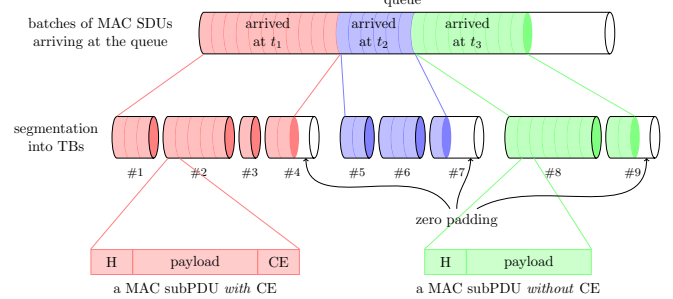 queue
batches of MAC SDUs
arriving at the queue
arrived
at t1
arrived
at t2
arrived
at t3
segmentation
into TBs
#1 #2 #3 #4 #5 #6 #7 #8 #9
zero padding
H payload CE
H payload
a MAC subPDU with CE
a MAC subPDU without CE